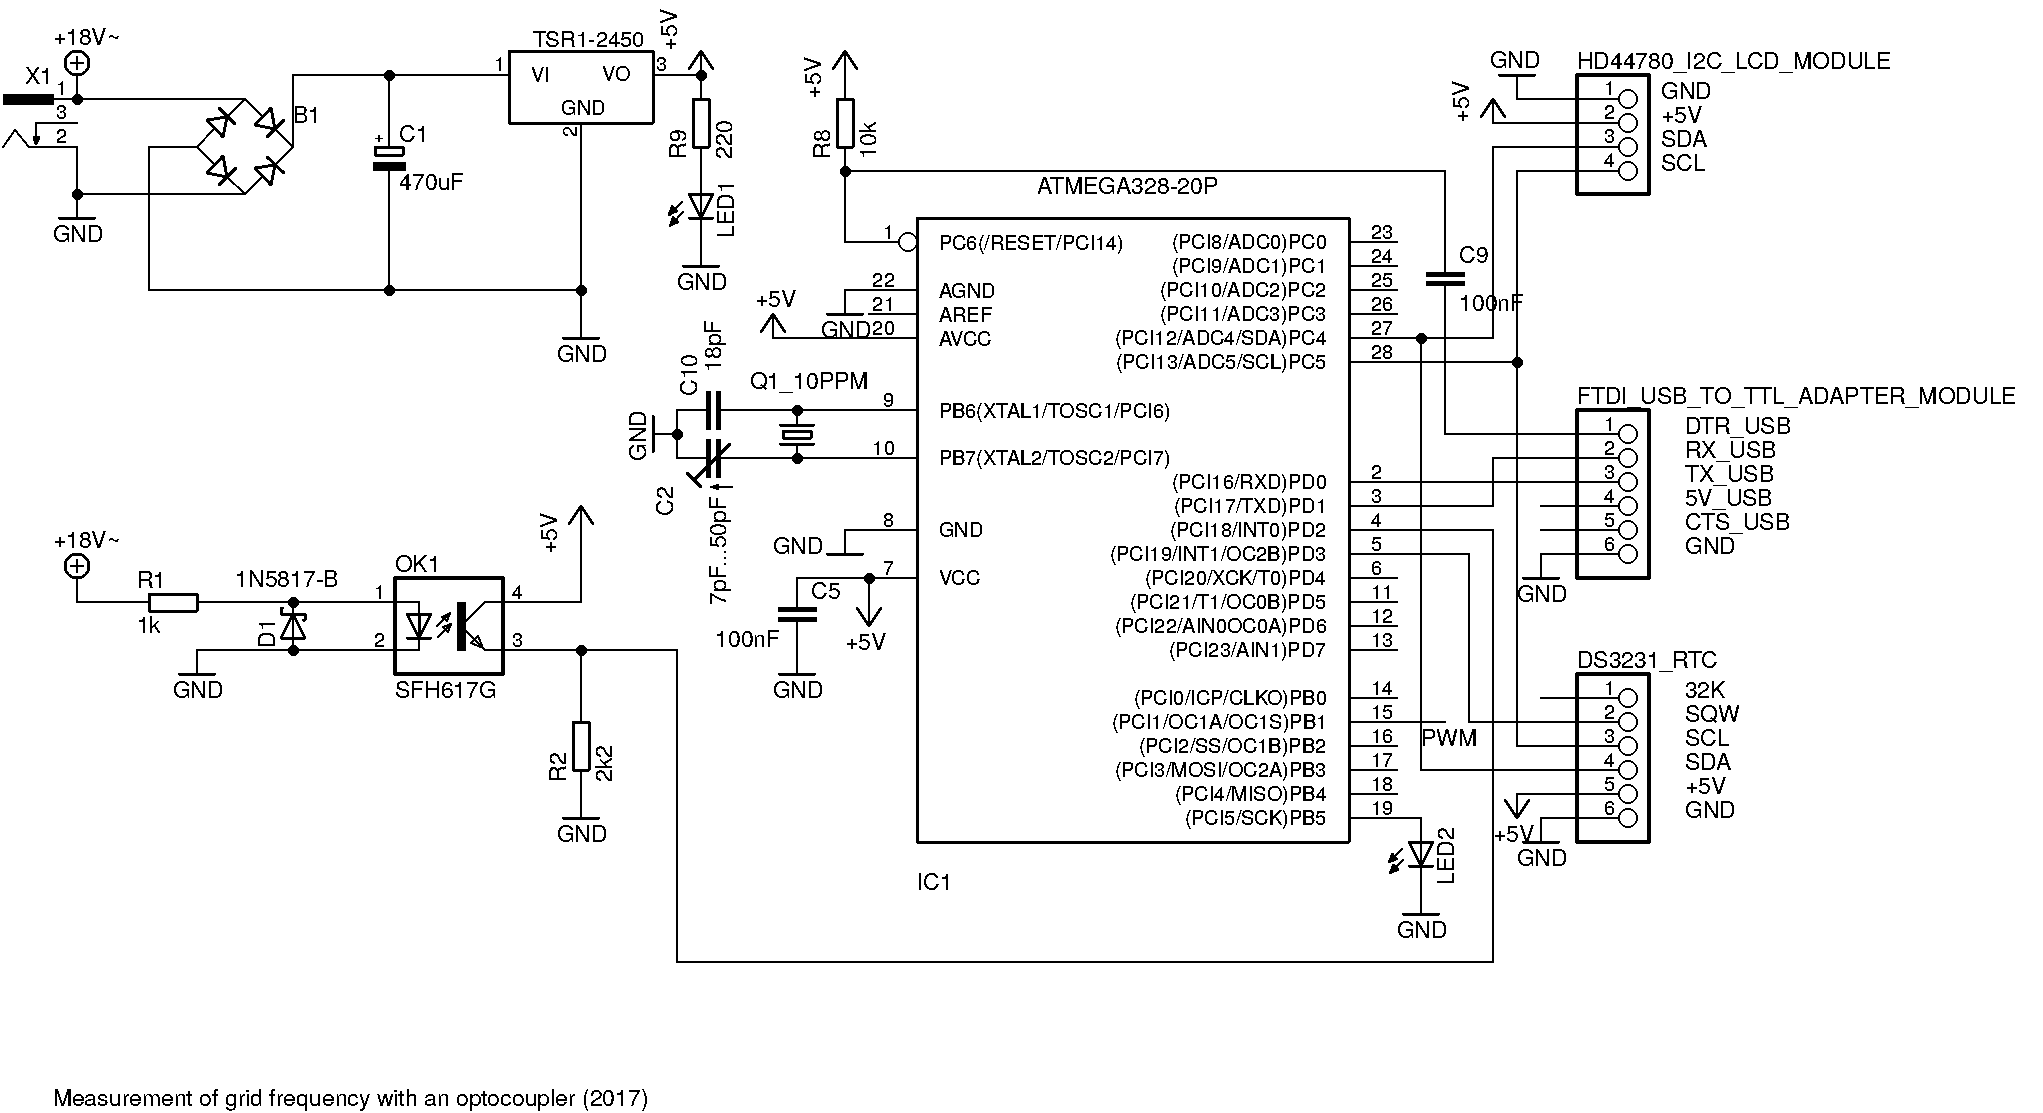 +18V~
X1
1
3
2
GND
B1
+
C1
470uF
TSR1-2450
1
VI
VO
3
GND
2
GND
+5V
R9
220
LED1
GND
+5V
R8
10k
ATMEGA328-20P
1
PC6(/RESET/PCI14)
22
AGND
21
AREF
GND
20
AVCC
+5V
9
PB6(XTAL1/TOSC1/PCI6)
10
PB7(XTAL2/TOSC2/PCI7)
8
GND
7
VCC
(PCI8/ADC0)PC0
23
(PCI9/ADC1)PC1
24
(PCI10/ADC2)PC2
25
(PCI11/ADC3)PC3
26
(PCI12/ADC4/SDA)PC4
27
(PCI13/ADC5/SCL)PC5
28
(PCI16/RXD)PD0
2
(PCI17/TXD)PD1
3
(PCI18/INT0)PD2
4
(PCI19/INT1/OC2B)PD3
5
(PCI20/XCK/T0)PD4
6
(PCI21/T1/OC0B)PD5
11
(PCI22/AIN0OC0A)PD6
12
(PCI23/AIN1)PD7
13
(PCI0/ICP/CLKO)PB0
14
(PCI1/OC1A/OC1S)PB1
15
PWM
(PCI2/SS/OC1B)PB2
16
(PCI3/MOSI/OC2A)PB3
17
(PCI4/MISO)PB4
18
(PCI5/SCK)PB5
19
IC1
LED2
GND
Q1_10PPM
C10
18pF
GND
C2
7pF...50pF
GND
C5
100nF
+5V
GND
C9
100nF
GND
+5V
HD44780_I2C_LCD_MODULE
1 GND
2 +5V
3 SDA
4 SCL
FTDI_USB_TO_TTL_ADAPTER_MODULE
1 DTR_USB
2 RX_USB
3 TX_USB
4 5V_USB
5 CTS_USB
6 GND
GND
DS3231_RTC
1 32K
2 SQW
3 SCL
4 SDA
5 +5V
6 GND
+5V
GND
+18V~
R1
1k
1N5817-B
D1
GND
OK1
1
2
4
3
SFH617G
+5V
R2
2k2
GND
Measurement of grid frequency with an optocoupler (2017)